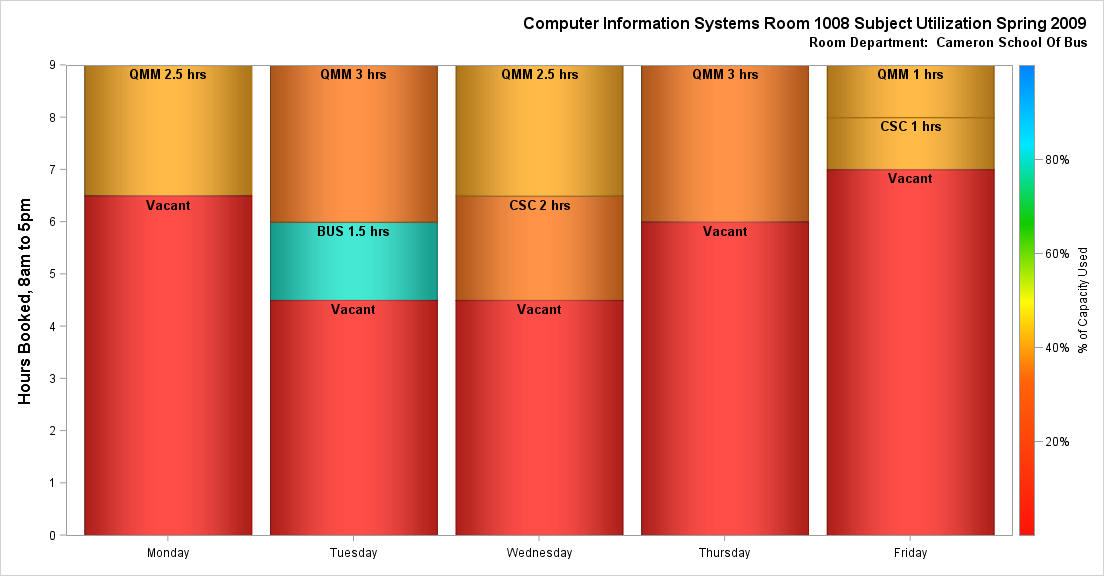 Computer Information Systems Room 1008 Subject Utilization Spring 2009
Room Department:  Cameron School Of Bus
Hours Booked, 8am to 5pm
9
8
7
6
5
4
3
2
1
0
QMM 2.5 hrs
Vacant
QMM 3 hrs
BUS 1.5 hrs
Vacant
QMM 2.5 hrs
CSC 2 hrs
Vacant
QMM 3 hrs
Vacant
QMM 1 hrs
CSC 1 hrs
Vacant
Monday
Tuesday
Wednesday
Thursday
Friday
80%
60%
40%
20%
% of Capacity Used